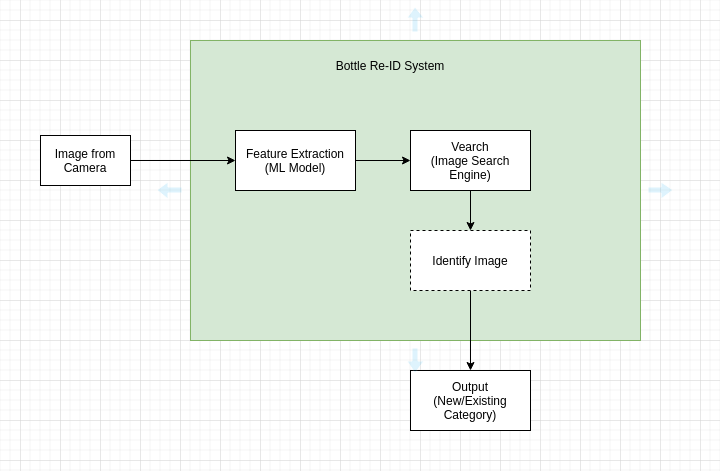 Bottle Re-ID System
Image from
Camera
Feature Extraction
(ML Model)
Vearch
(Image Search
Engine)
Identify Image
Output
(New/Existing
Category)